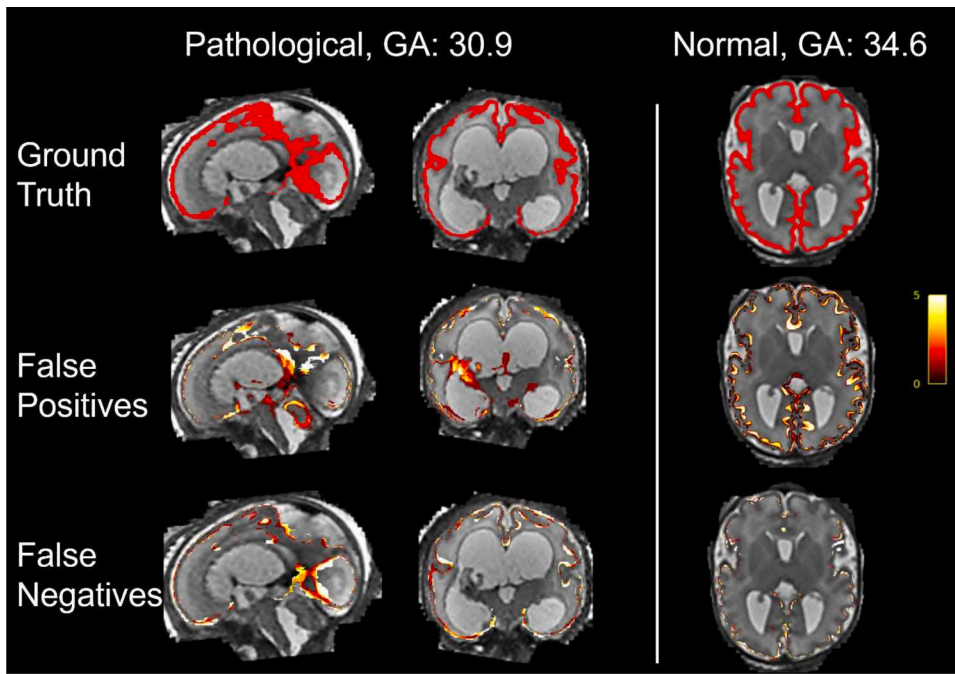 Pathological, GA: 30.9
Normal, GA: 34.6
Ground
Truth
False
Positives
5
0
False
Negatives